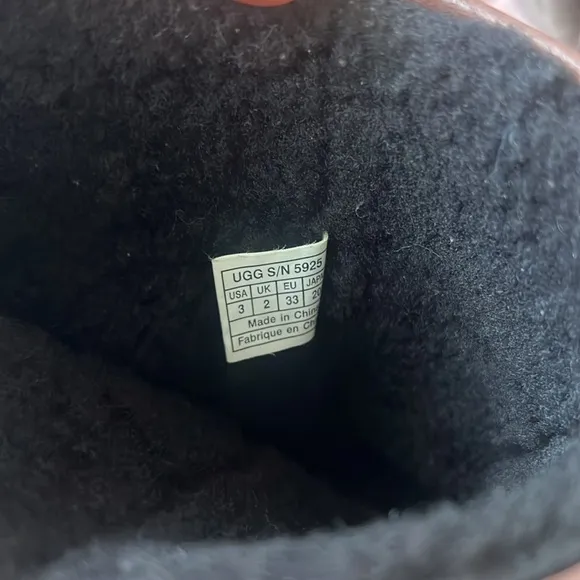 UGG S/N 5925
USA UK EU
3 2 33
Made in
Fabrique en